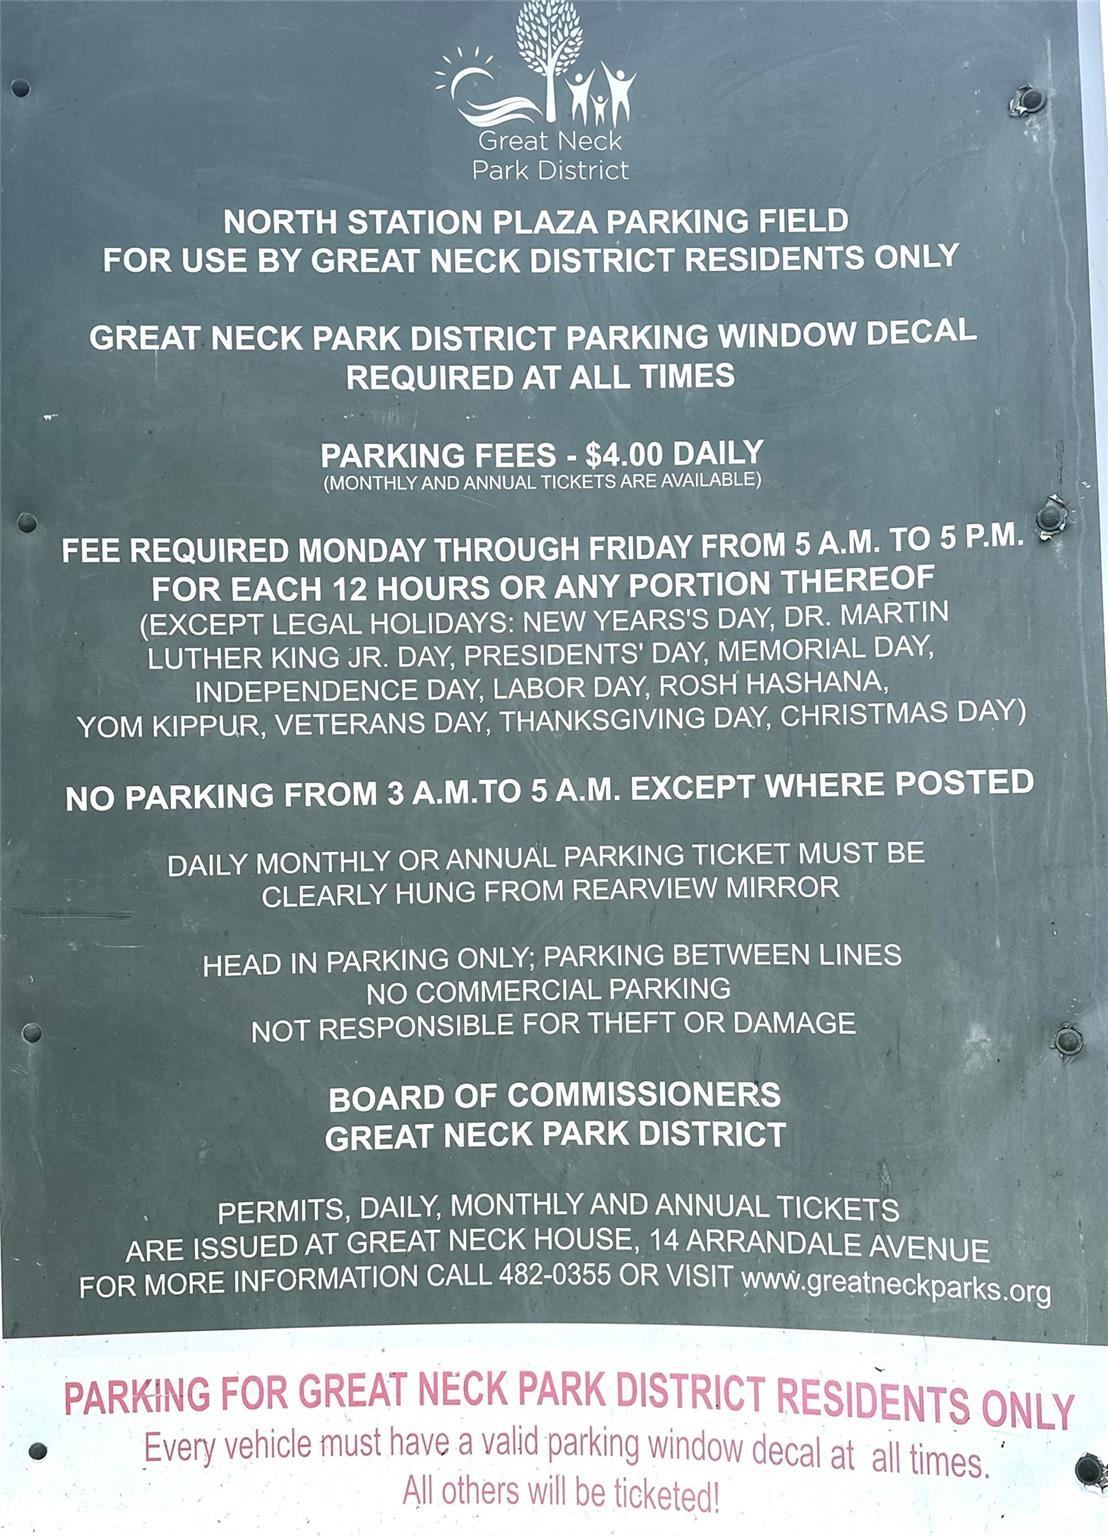 Great Neck
Park District
NORTH STATION PLAZA PARKING FIELD
FOR USE BY GREAT NECK DISTRICT RESIDENTS ONLY
GREAT NECK PARK DISTRICT PARKING WINDOW DECAL
REQUIRED AT ALL TIMES
PARKING FEES - $4.00 DAILY
(MONTHLY AND ANNUAL TICKETS ARE AVAILABLE)
FEE REQUIRED MONDAY THROUGH FRIDAY FROM 5 A.M. TO 5 P.M.
FOR EACH 12 HOURS OR ANY PORTION THEREOF
(EXCEPT LEGAL HOLIDAYS: NEW YEARS'S DAY, DR. MARTIN
LUTHER KING JR. DAY, PRESIDENTS' DAY, MEMORIAL DAY,
INDEPENDENCE DAY, LABOR DAY, ROSH HASHANA,
YOM KIPPUR, VETERANS DAY, THANKSGIVING DAY, CHRISTMAS DAY)
NO PARKING FROM 3 A.M.TO 5 A.M. EXCEPT WHERE POSTED
DAILY MONTHLY OR ANNUAL PARKING TICKET MUST BE
CLEARLY HUNG FROM REARVIEW MIRROR
HEAD IN PARKING ONLY; PARKING BETWEEN LINES
NO COMMERCIAL PARKING
NOT RESPONSIBLE FOR THEFT OR DAMAGE
BOARD OF COMMISSIONERS
GREAT NECK PARK DISTRICT
PERMITS, DAILY, MONTHLY AND ANNUAL TICKETS
ARE ISSUED AT GREAT NECK HOUSE, 14 ARRANDALE AVENUE
FOR MORE INFORMATION CALL 482-0355 OR VISIT www.greatneckparks.org
PARKING FOR GREAT NECK PARK DISTRICT RESIDENTS ONLY
Every vehicle must have a valid parking window decal at all times.
All others will be ticketed!